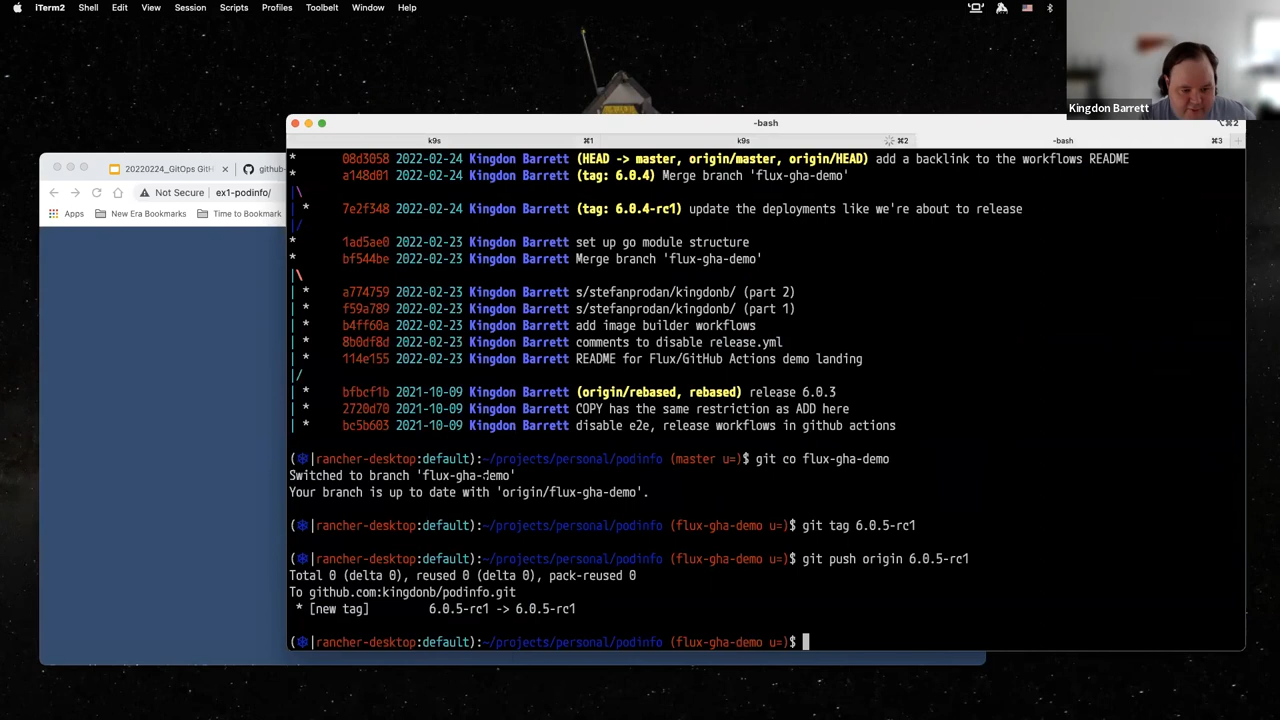 iTerm2 Shell Edit View Session Scripts Profiles Toolbelt Window Help
Kingdon Barrett
-bash
⌥⌘2
k9s ⌘1 k9s ⌘2 -bash ⌘3
20220224_GitOps GitH
github-
Not Secure ex1-podinfo/
Apps New Era Bookmarks Time to Bookmark
* 08d3058 2022-02-24 Kingdon Barrett (HEAD -> master, origin/master, origin/HEAD) add a backlink to the workflows README
* a148d01 2022-02-24 Kingdon Barrett (tag: 6.0.4) Merge branch 'flux-gha-demo'
|\
| * 7e2f348 2022-02-24 Kingdon Barrett (tag: 6.0.4-rc1) update the deployments like we're about to release
|/
* 1ad5ae0 2022-02-23 Kingdon Barrett set up go module structure
* bf544be 2022-02-23 Kingdon Barrett Merge branch 'flux-gha-demo'
|\
| * a774759 2022-02-23 Kingdon Barrett s/stefanprodan/kingdonb/ (part 2)
| * f59a789 2022-02-23 Kingdon Barrett s/stefanprodan/kingdonb/ (part 1)
| * b4ff60a 2022-02-23 Kingdon Barrett add image builder workflows
| * 8b0df8d 2022-02-23 Kingdon Barrett comments to disable release.yml
| * 114e155 2022-02-23 Kingdon Barrett README for Flux/GitHub Actions demo landing
|/
* bfbcf1b 2021-10-09 Kingdon Barrett (origin/rebased, rebased) release 6.0.3
* 2720d70 2021-10-09 Kingdon Barrett COPY has the same restriction as ADD here
* bc5b603 2021-10-09 Kingdon Barrett disable e2e, release workflows in github actions
(⎈|rancher-desktop:default):~/projects/personal/podinfo (master u=)$ git co flux-gha-demo
Switched to branch 'flux-gha-demo'
Your branch is up to date with 'origin/flux-gha-demo'.
(⎈|rancher-desktop:default):~/projects/personal/podinfo (flux-gha-demo u=)$ git tag 6.0.5-rc1
(⎈|rancher-desktop:default):~/projects/personal/podinfo (flux-gha-demo u=)$ git push origin 6.0.5-rc1
Total 0 (delta 0), reused 0 (delta 0), pack-reused 0
To github.com:kingdonb/podinfo.git
* [new tag] 6.0.5-rc1 -> 6.0.5-rc1
(⎈|rancher-desktop:default):~/projects/personal/podinfo (flux-gha-demo u=)$